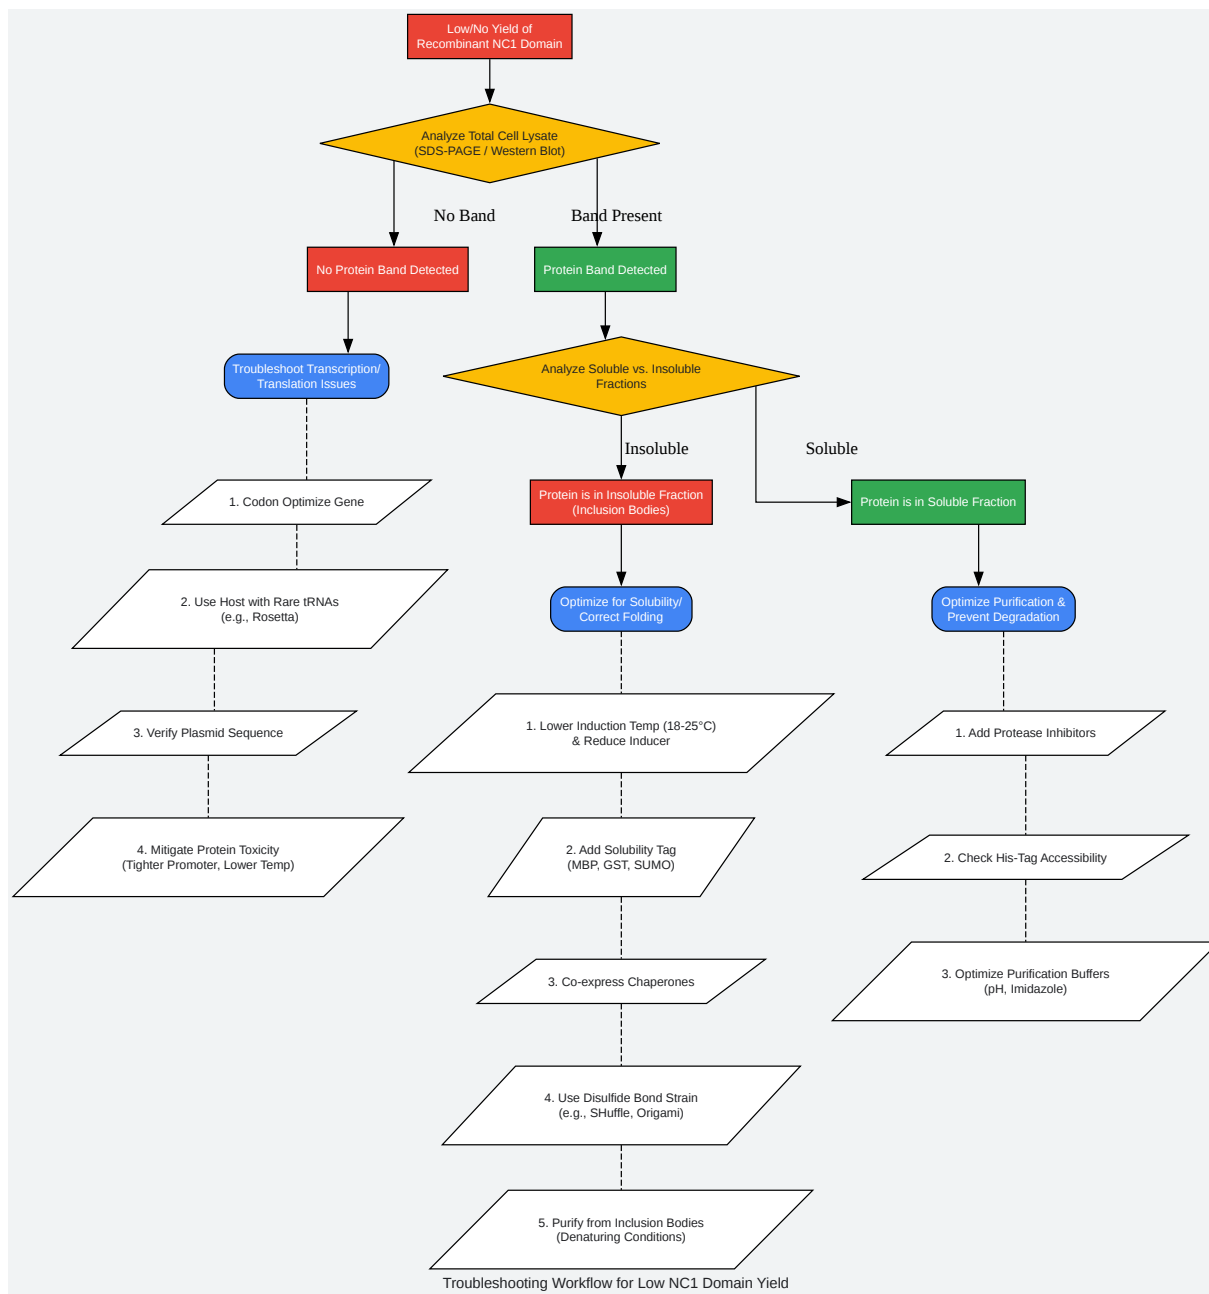 Low/No Yield of
Recombinant NC1 Domain
Analyze Total Cell Lysate
(SDS-PAGE / Western Blot)
No Band
Band Present
No Protein Band Detected
Protein Band Detected
Troubleshoot Transcription/
Translation Issues
Analyze Soluble vs. Insoluble
Fractions
Insoluble
Soluble
1. Codon Optimize Gene
Protein is in Insoluble Fraction
(Inclusion Bodies)
Protein is in Soluble Fraction
2. Use Host with Rare tRNAs
(e.g., Rosetta)
Optimize for Solubility/
Correct Folding
Optimize Purification &
Prevent Degradation
3. Verify Plasmid Sequence
1. Lower Induction Temp (18-25°C)
& Reduce Inducer
1. Add Protease Inhibitors
4. Mitigate Protein Toxicity
(Tighter Promoter, Lower Temp)
2. Add Solubility Tag
(MBP, GST, SUMO)
2. Check His-Tag Accessibility
3. Co-express Chaperones
3. Optimize Purification Buffers
(pH, Imidazole)
4. Use Disulfide Bond Strain
(e.g., SHuffle, Origami)
5. Purify from Inclusion Bodies
(Denaturing Conditions)
Troubleshooting Workflow for Low NC1 Domain Yield